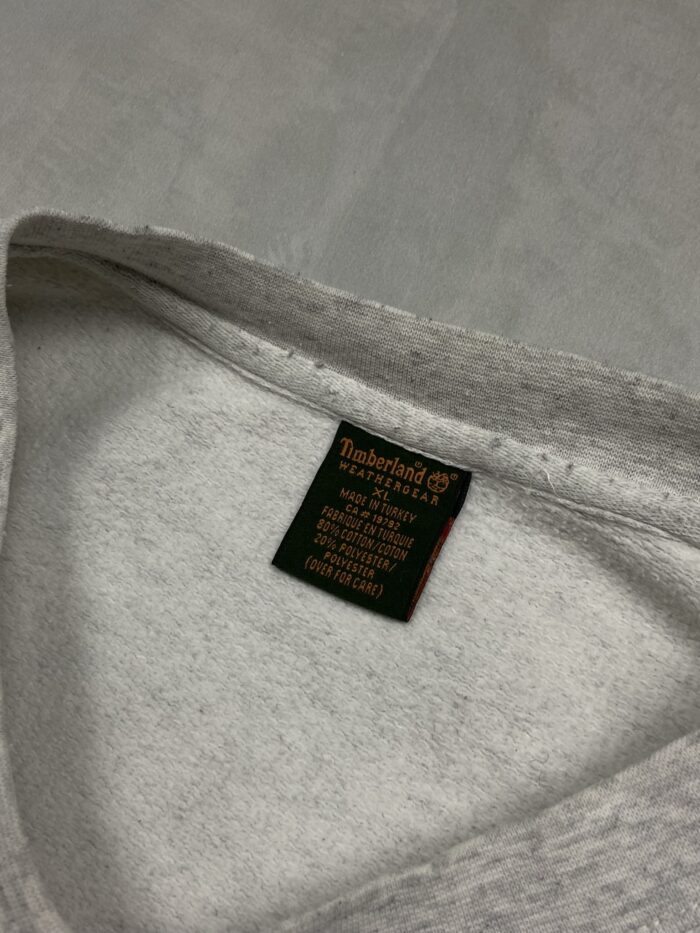 Timberland®
WEATHERGEAR®
XL
MADE IN TURKEY
CA# 19782
FABRIQUE EN TURQUIE
80% COTTON/COTON
20% POLYESTER/
POLYESTER
(OVER FOR CARE)